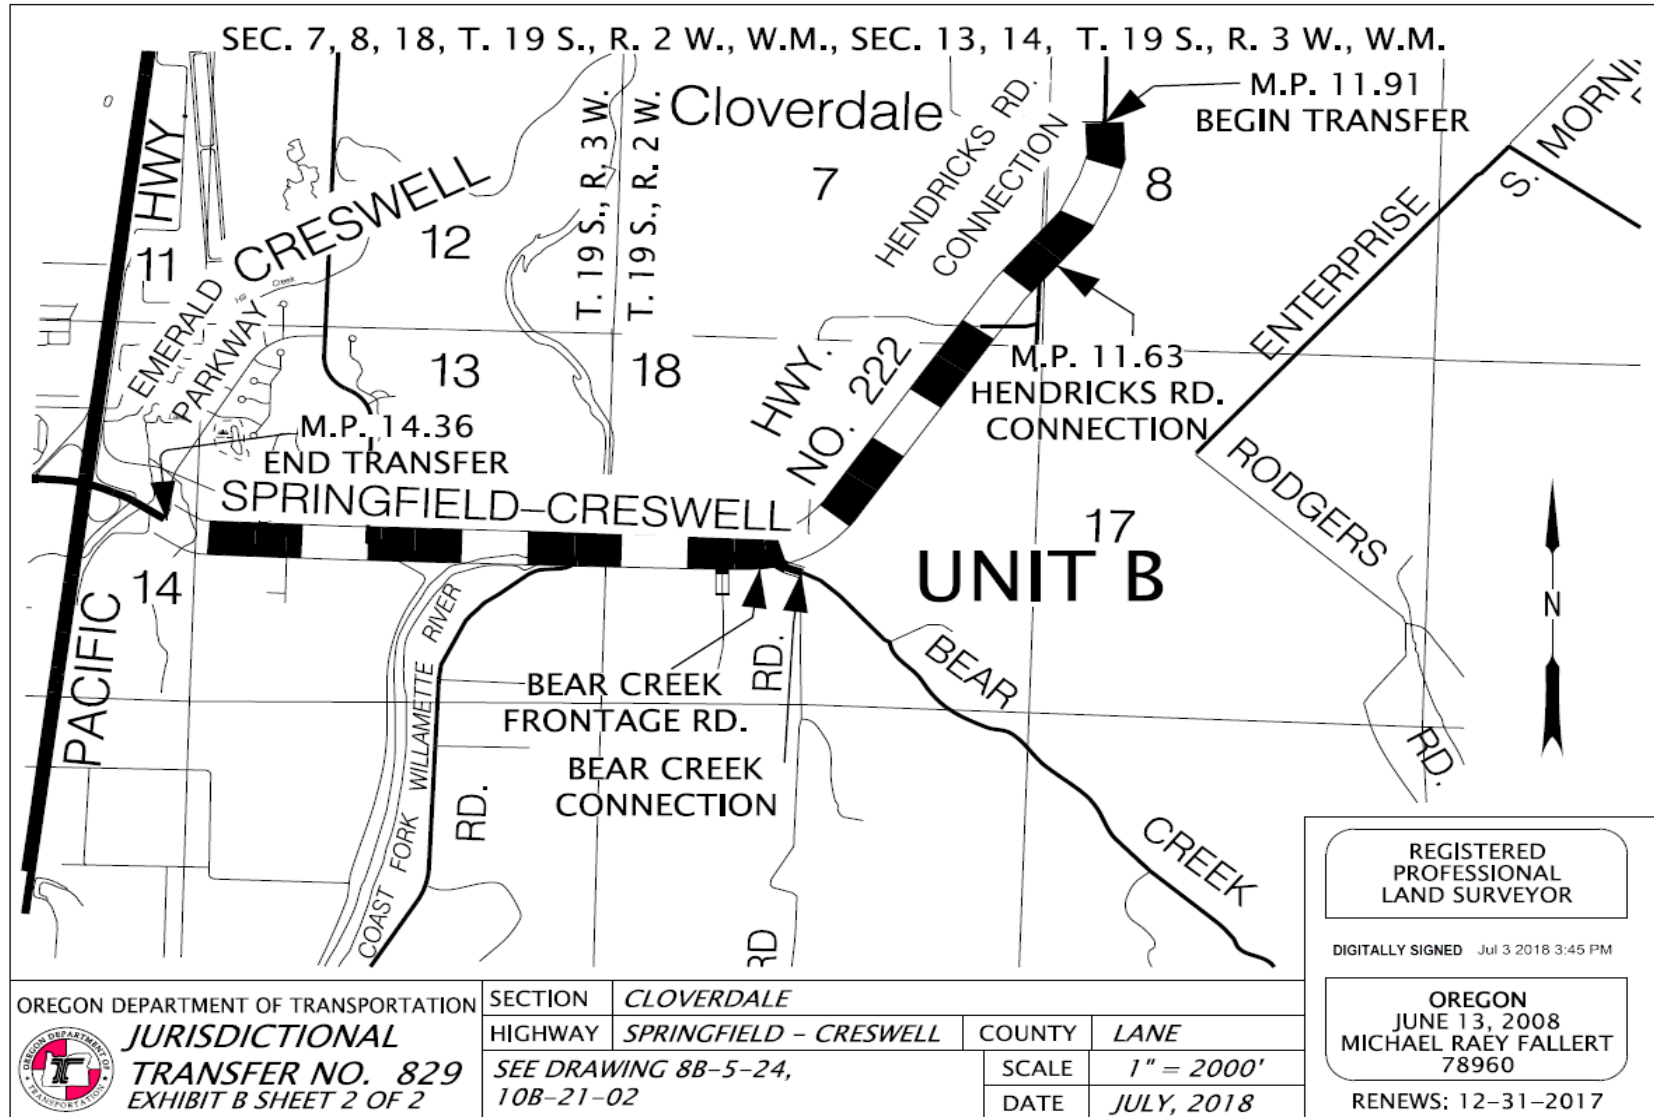 SEC. 7, 8, 18, T. 19 S., R. 2 W., W.M., SEC. 13, 14, T. 19 S., R. 3 W., W.M.
HWY
11
EMERALD
PARKWAY
CRESWELL
Hill
Creek
12
T. 19 S., R. 3 W.
T. 19 S., R. 2 W.
Cloverdale
7
HENDRICKS RD.
CONNECTION
M.P. 11.91
BEGIN TRANSFER
8
ENTERPRISE
S. MORNI
13
18
HWY.
NO. 222
M.P. 11.63
HENDRICKS RD.
CONNECTION
M.P. 14.36
END TRANSFER
SPRINGFIELD–CRESWELL
RODGERS
RD.
17
UNIT B
14
PACIFIC
COAST FORK WILLAMETTE RIVER
RD.
BEAR CREEK
FRONTAGE RD.
BEAR CREEK
CONNECTION
RD.
RD
BEAR
CREEK
N
REGISTERED
PROFESSIONAL
LAND SURVEYOR
DIGITALLY SIGNED Jul 3 2018 3:45 PM
OREGON
JUNE 13, 2008
MICHAEL RAEY FALLERT
78960
RENEWS: 12-31-2017
OREGON DEPARTMENT OF TRANSPORTATION
OREGON DEPARTMENT OF TRANSPORTATION
JURISDICTIONAL
TRANSFER NO. 829
EXHIBIT B SHEET 2 OF 2
SECTION CLOVERDALE
HIGHWAY SPRINGFIELD - CRESWELL COUNTY LANE
SEE DRAWING 8B-5-24,
10B-21-02
SCALE 1" = 2000'
DATE JULY, 2018